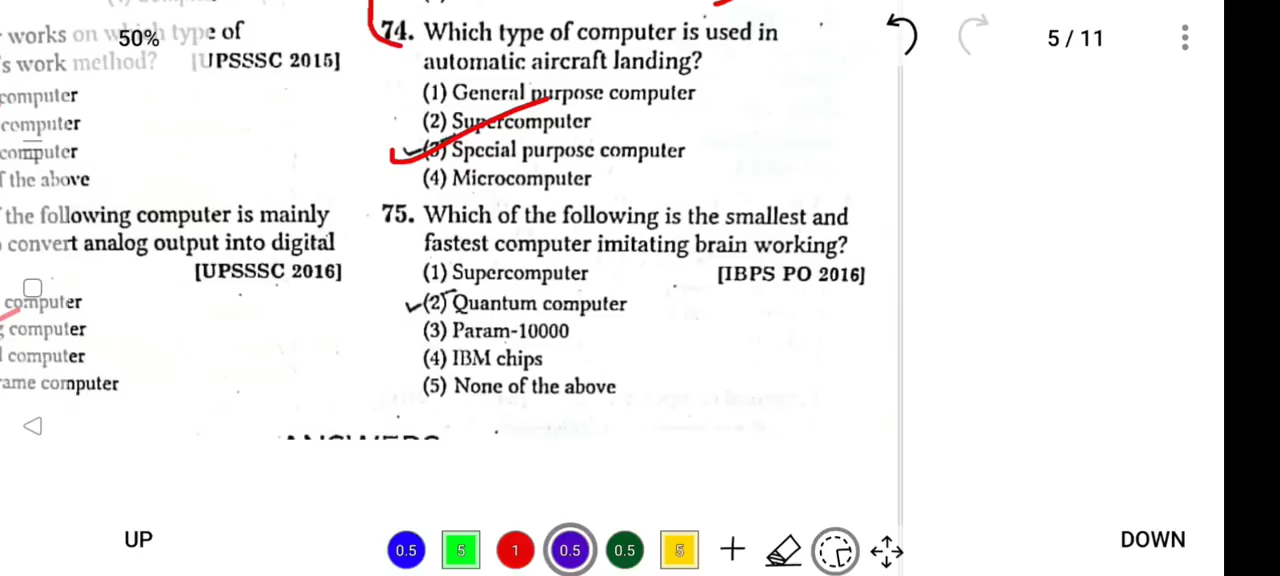 works on which type of
's work method? [UPSSSC 2015]
computer
computer
computer
f the above
the following computer is mainly
convert analog output into digital
[UPSSSC 2016]
computer
computer
computer
ame computer
74. Which type of computer is used in
automatic aircraft landing?
(1) General purpose computer
(2) Supercomputer
(3) Special purpose computer
(4) Microcomputer
75. Which of the following is the smallest and
fastest computer imitating brain working?
(1) Supercomputer [IBPS PO 2016]
(2) Quantum computer
(3) Param-10000
(4) IBM chips
(5) None of the above
50%
5 / 11
UP
0.5 5 1 0.5 0.5 5
DOWN